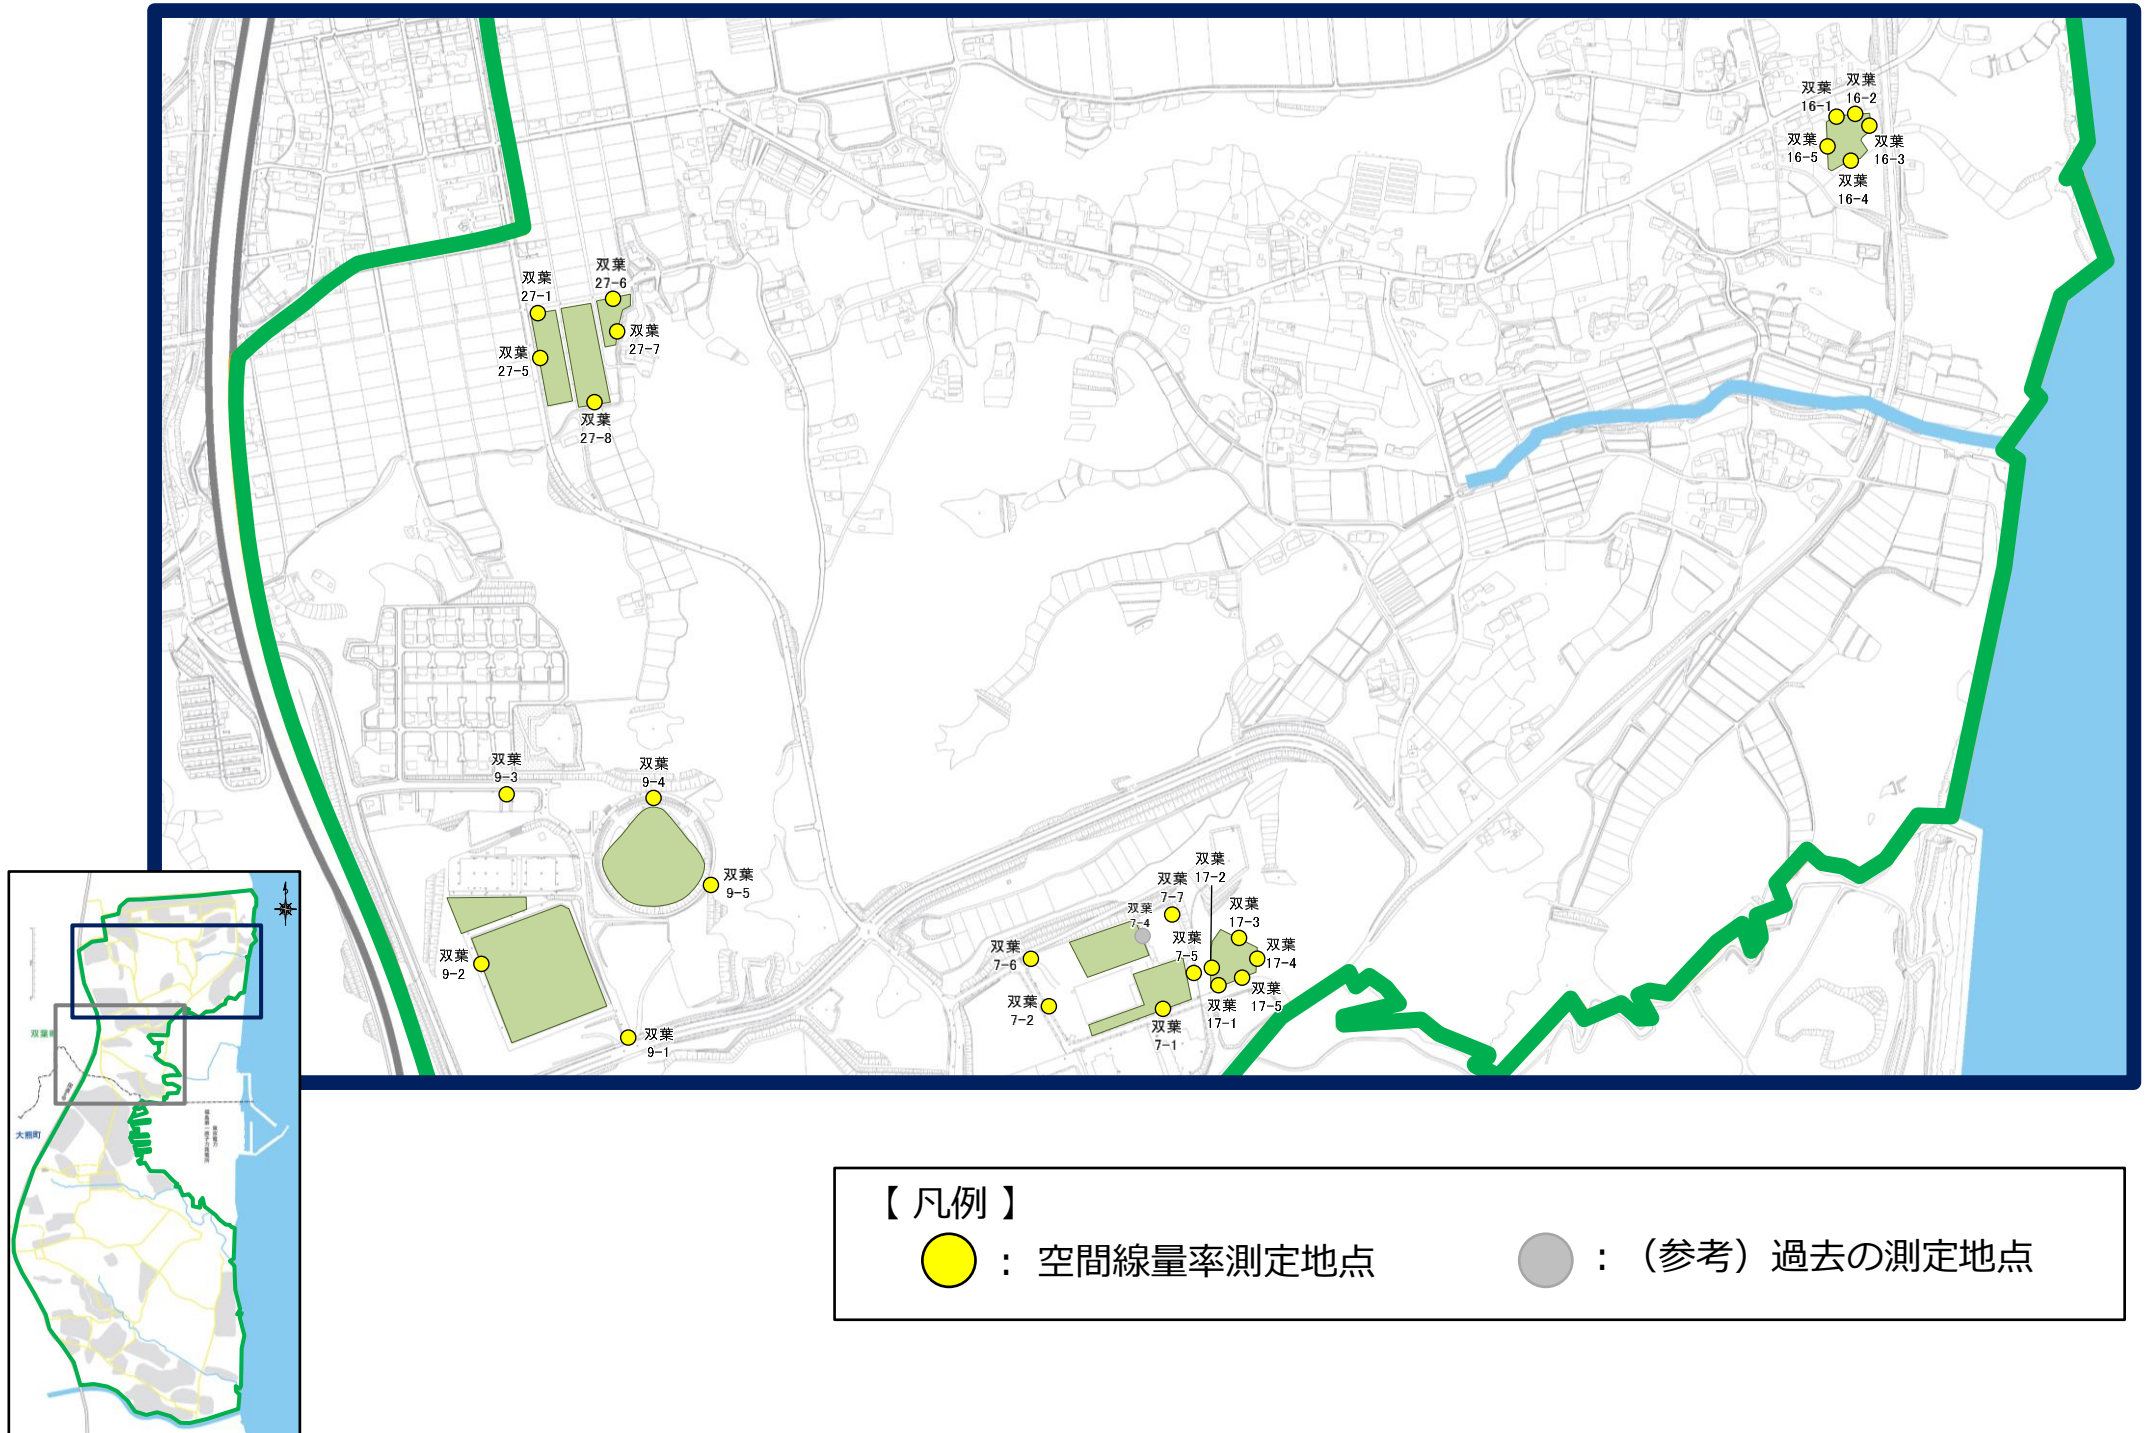 双葉
16-1
双葉
16-2
双葉
16-3
双葉
16-5
双葉
16-4
双葉
27-1
双葉
27-6
双葉
27-7
双葉
27-5
双葉
27-8
双葉
9-3
双葉
9-4
双葉
9-5
双葉
9-2
双葉
9-1
双葉
17-2
双葉
7-7
双葉
7-4
双葉
17-3
双葉
7-5
双葉
17-4
双葉
7-6
双葉
7-2
双葉
17-5
双葉
17-1
双葉
7-1
大熊町
【 凡例 】
： 空間線量率測定地点
： （参考）過去の測定地点